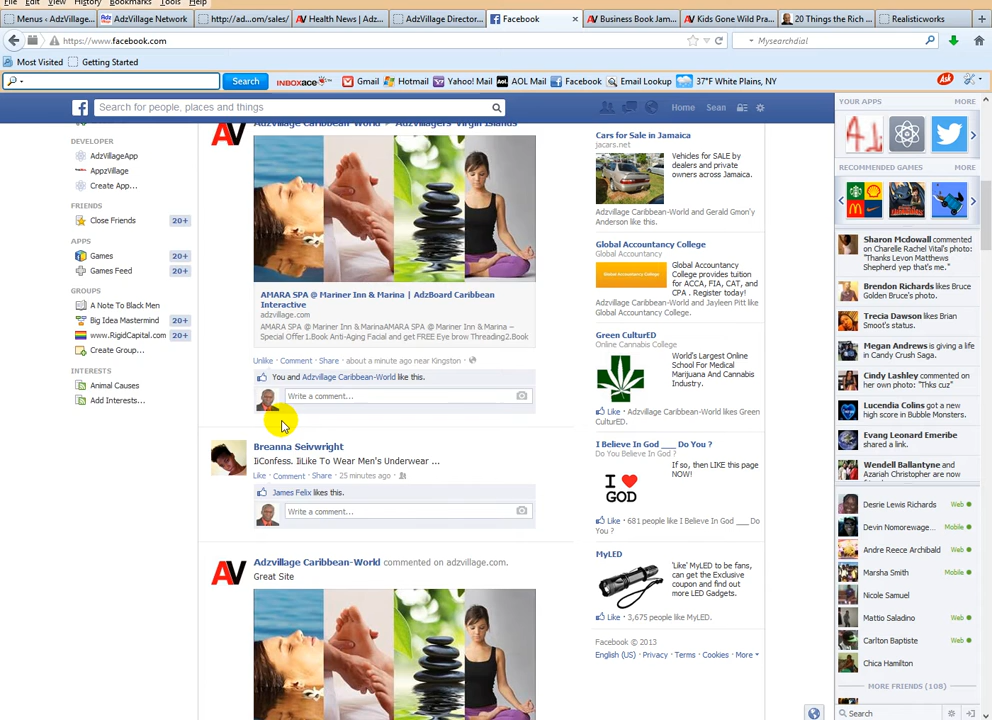 File Edit View History Bookmarks Tools Help
Menus ‹ AdzVillage...
AdzVillage Network
http://ad...om/sales/
Health News | Adz...
AdzVillage Director...
Facebook
Business Book Jam...
Kids Gone Wild Pra...
20 Things the Rich ...
Realisticworks
https://www.facebook.com
Mysearchdial
Most Visited
Getting Started
Search
INBOXACE
Gmail
Hotmail
Yahoo! Mail
AOL Mail
Facebook
Email Lookup
37°F White Plains, NY
Ask
Search for people, places and things
Home
Sean
DEVELOPER
AdzVillageApp
AppzVillage
Create App...
FRIENDS
Close Friends 20+
APPS
Games 20+
Games Feed 20+
GROUPS
A Note To Black Men
Big Idea Mastermind 20+
www.RigidCapital.com 20+
Create Group...
INTERESTS
Animal Causes
Add Interests...
AV
Adzvillage Caribbean-World
Adzvillagers-Virgin Islands
AMARA SPA @ Mariner Inn & Marina | AdzBoard Caribbean
Interactive
adzvillage.com
AMARA SPA @ Mariner Inn & MarinaAMARA SPA @ Mariner Inn & Marina –
Special Offer1.Book Anti-Aging Facial and get FREE Eye brow Threading2.Book
Unlike · Comment · Share · about a minute ago near Kingston ·
You and Adzvillage Caribbean-World like this.
Write a comment...
Breanna Seivwright
IiConfess. IiLike To Wear Men's Underwear ...
Like · Comment · Share · 25 minutes ago ·
James Felix likes this.
Write a comment...
AV
Adzvillage Caribbean-World commented on adzvillage.com.
Great Site
Cars for Sale in Jamaica
jacars.net
Vehicles for SALE by
dealers and private
owners across
Jamaica.
Adzvillage Caribbean-World and Gerald Gmon'y
Anderson like this.
Global Accountancy College
Global Accountancy
Global Accountancy
College provides
tuition for
ACCA, FIA, CAT, and
CPA - Register today!
Adzvillage Caribbean-World and Jayleen Pitt like
Global Accountancy College.
Green CulturED
Online Cannabis College
World's Largest Online
School For Medical
Marijuana And Cannabis
Industry.
Like · Adzvillage Caribbean-World likes Green
CulturED.
I Believe In God ___ Do You ?
Do You Believe In God ?
I
GOD
If so, then LIKE this page
NOW!
Like · 681 people like I Believe In God ___ Do
You ?
MyLED
'Like' MyLED to be fans,
can get the Exclusive
coupon and find out
more LED Gadgets.
Like · 3,675 people like MyLED.
Facebook © 2013
English (US) · Privacy · Terms · Cookies · More
YOUR APPS MORE
RECOMMENDED GAMES MORE
Sharon Mcdowall commented
on Charelle Rachel Vital's photo:
"Thanks Levon Matthews
Shepherd yep that's me."
Brendon Richards likes Bruce
Golden Bruce's photo.
Trecia Dawson likes Brian
Smoot's status.
Megan Andrews is giving a life
in Candy Crush Saga.
Cindy Lashley commented on
her own photo: "Thks cuz"
Lucendia Colins got a new
high score in Bubble Monsters.
Evang Leonard Emeribe
shared a link.
Wendell Ballantyne and
Azariah Christopher are now
Desrie Lewis Richards Web
Devin Normorewage... Mobile
Andre Reece Archibald Web
Marsha Smith Mobile
Nicole Samuel
Mattio Saladino Web
Carlton Baptiste Web
Chica Hamilton
MORE FRIENDS (108)
Search